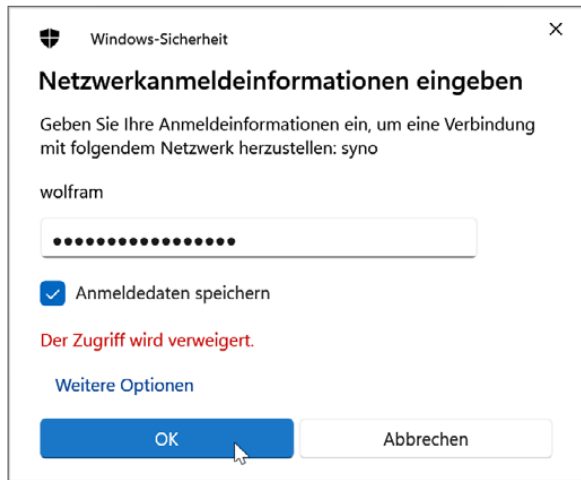 Windows-Sicherheit
Netzwerkanmeldeinformationen eingeben
Geben Sie Ihre Anmeldeinformationen ein, um eine Verbindung
mit folgendem Netzwerk herzustellen: syno
wolfram
•••••••••••••••••
Anmeldedaten speichern
Der Zugriff wird verweigert.
Weitere Optionen
OK
Abbrechen